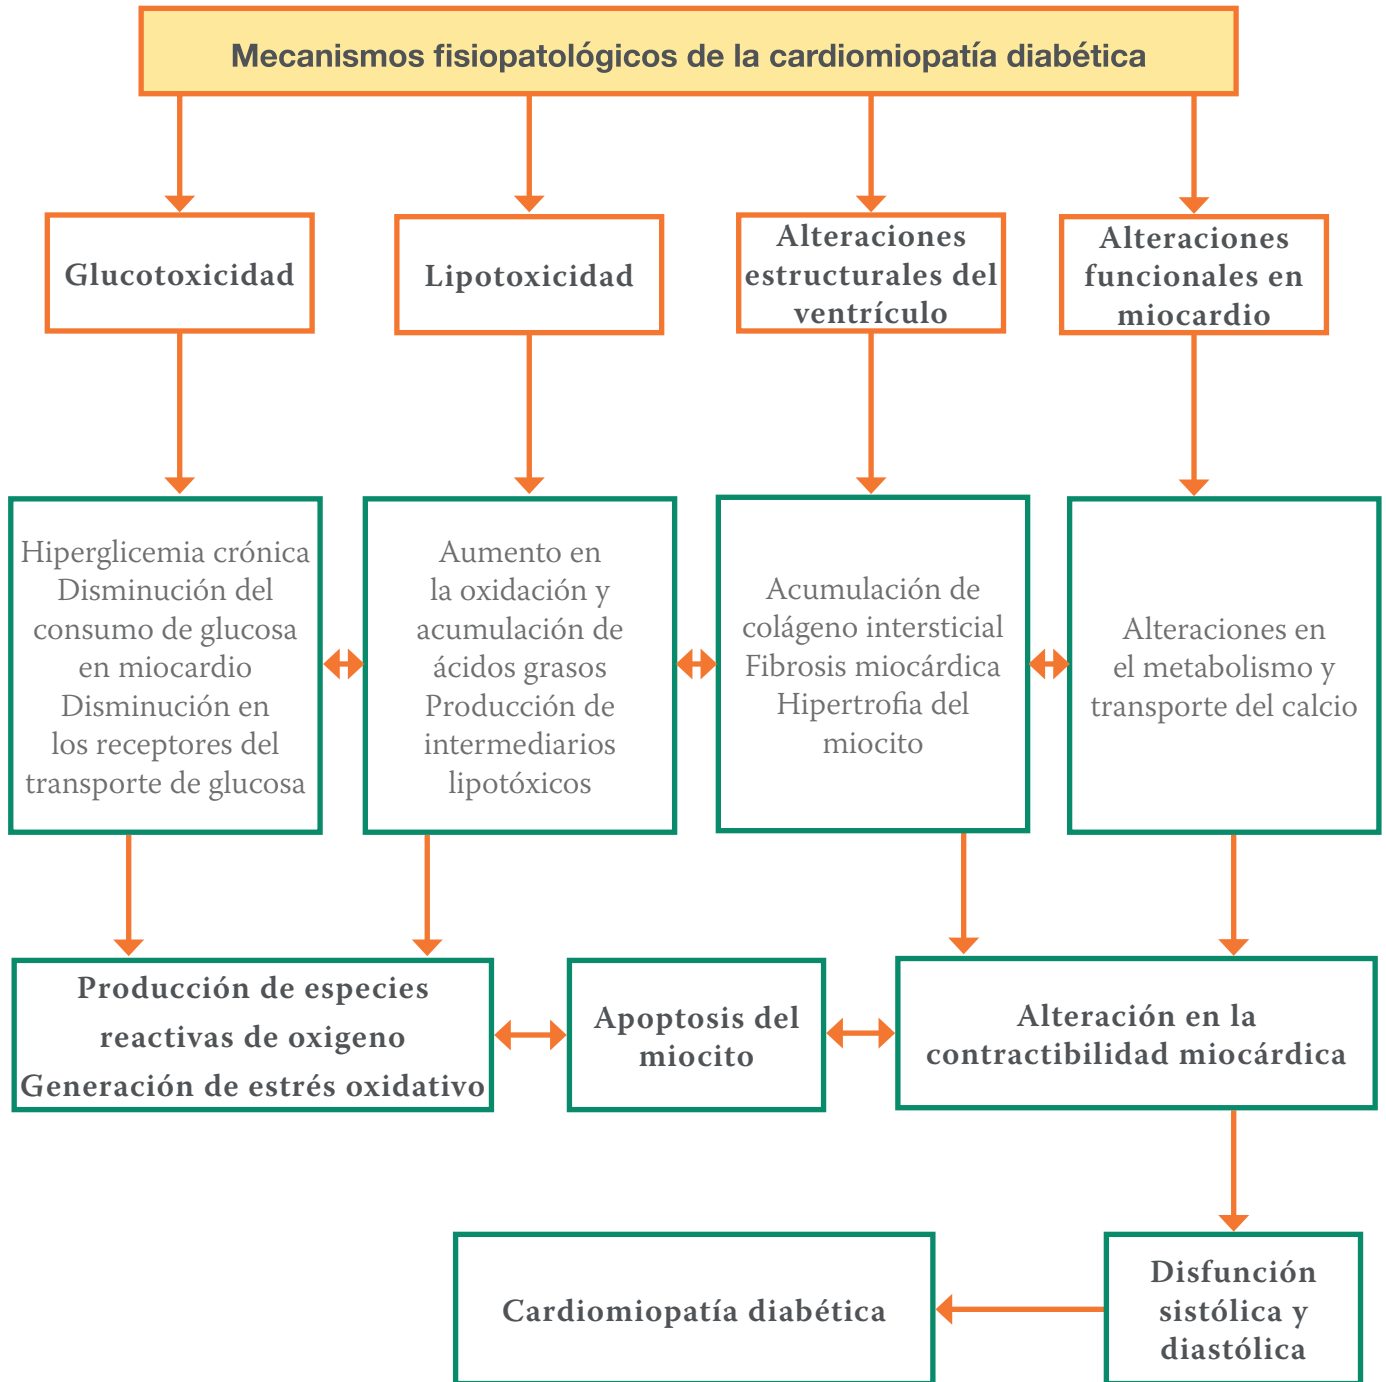 Mecanismos fisiopatológicos de la cardiomiopatía diabética
Glucotoxicidad
Lipotoxicidad
Alteraciones
estructurales del
ventrículo
Alteraciones
funcionales en
miocardio
Hiperglicemia crónica
Disminución del
consumo de glucosa
en miocardio
Disminución en
los receptores del
transporte de glucosa
Aumento en
la oxidación y
acumulación de
ácidos grasos
Producción de
intermediarios
lipotóxicos
Acumulación de
colágeno intersticial
Fibrosis miocárdica
Hipertrofia del
miocito
Alteraciones en
el metabolismo y
transporte del calcio
Producción de especies
reactivas de oxigeno
Generación de estrés oxidativo
Apoptosis del
miocito
Alteración en la
contractibilidad miocárdica
Cardiomiopatía diabética
Disfunción
sistólica y
diastólica